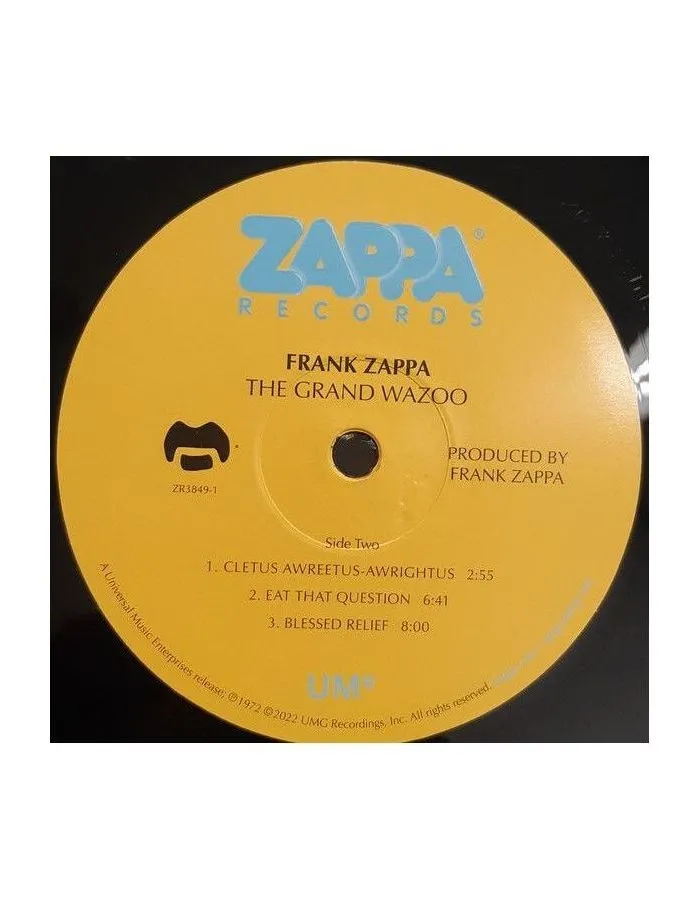 ZAPPA®
RECORDS
FRANK ZAPPA
THE GRAND WAZOO
ZR3849-1
PRODUCED BY
FRANK ZAPPA
Side Two
1. CLETUS AWREETUS-AWRIGHTUS 2:55
2. EAT THAT QUESTION 6:41
3. BLESSED RELIEF 8:00
UMe
A Universal Music Enterprises release; ℗1972 ©2022 UMG Recordings, Inc. All rights reserved.